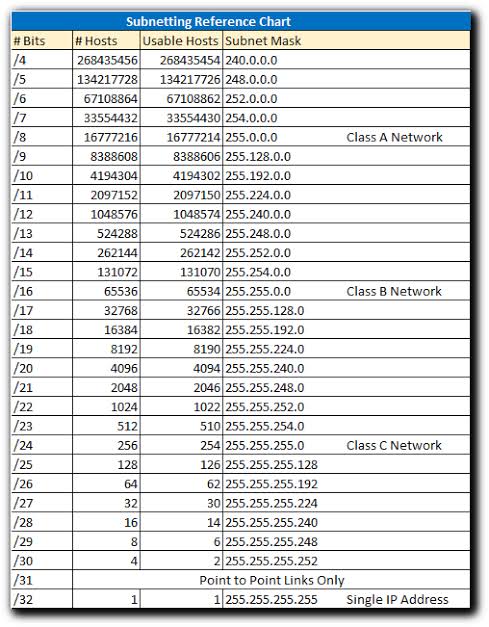 Subnetting Reference Chart
# Bits # Hosts Usable Hosts Subnet Mask
/4 268435456 268435454 240.0.0.0
/5 134217728 134217726 248.0.0.0
/6 67108864 67108862 252.0.0.0
/7 33554432 33554430 254.0.0.0
/8 16777216 16777214 255.0.0.0 Class A Network
/9 8388608 8388606 255.128.0.0
/10 4194304 4194302 255.192.0.0
/11 2097152 2097150 255.224.0.0
/12 1048576 1048574 255.240.0.0
/13 524288 524286 255.248.0.0
/14 262144 262142 255.252.0.0
/15 131072 131070 255.254.0.0
/16 65536 65534 255.255.0.0 Class B Network
/17 32768 32766 255.255.128.0
/18 16384 16382 255.255.192.0
/19 8192 8190 255.255.224.0
/20 4096 4094 255.255.240.0
/21 2048 2046 255.255.248.0
/22 1024 1022 255.255.252.0
/23 512 510 255.255.254.0
/24 256 254 255.255.255.0 Class C Network
/25 128 126 255.255.255.128
/26 64 62 255.255.255.192
/27 32 30 255.255.255.224
/28 16 14 255.255.255.240
/29 8 6 255.255.255.248
/30 4 2 255.255.255.252
/31 Point to Point Links Only
/32 1 1 255.255.255.255 Single IP Address